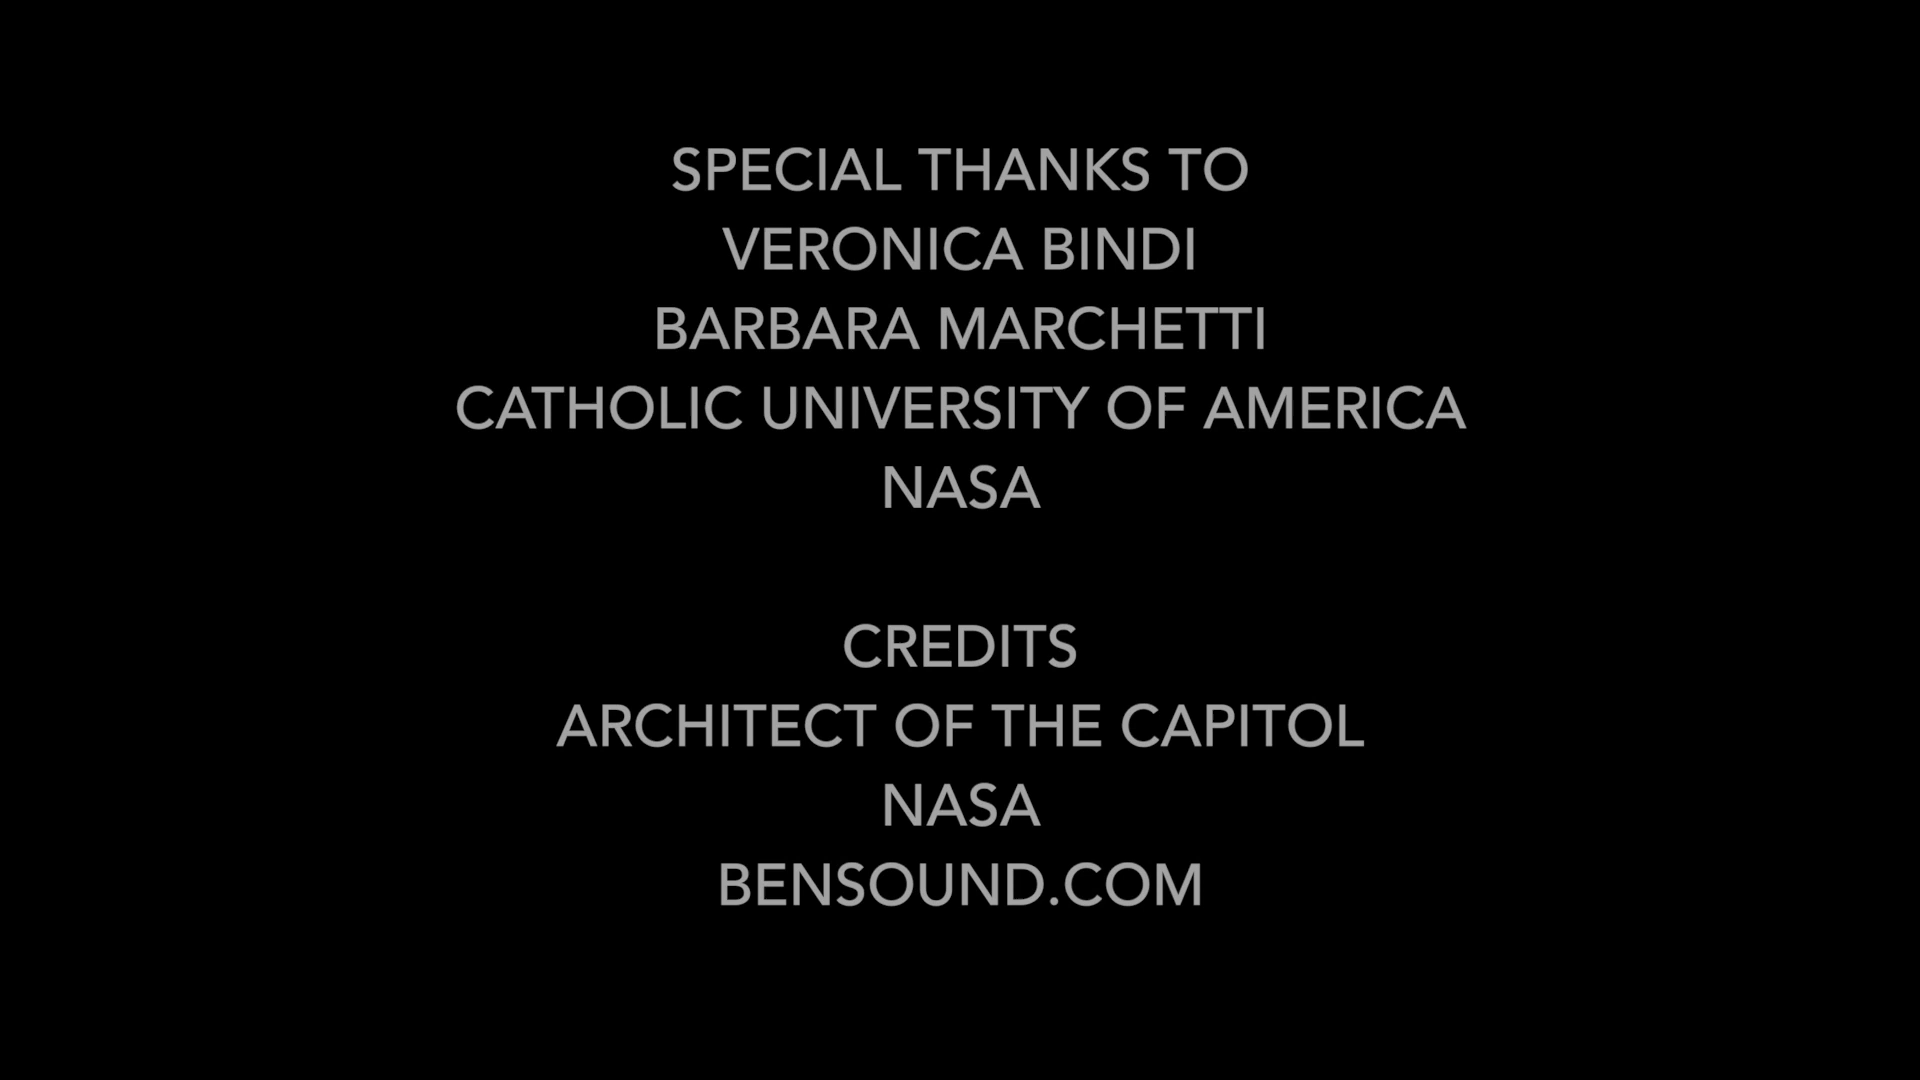 SPECIAL THANKS TO
VERONICA BINDI
BARBARA MARCHETTI
CATHOLIC UNIVERSITY OF AMERICA
NASA
CREDITS
ARCHITECT OF THE CAPITOL
NASA
BENSOUND.COM